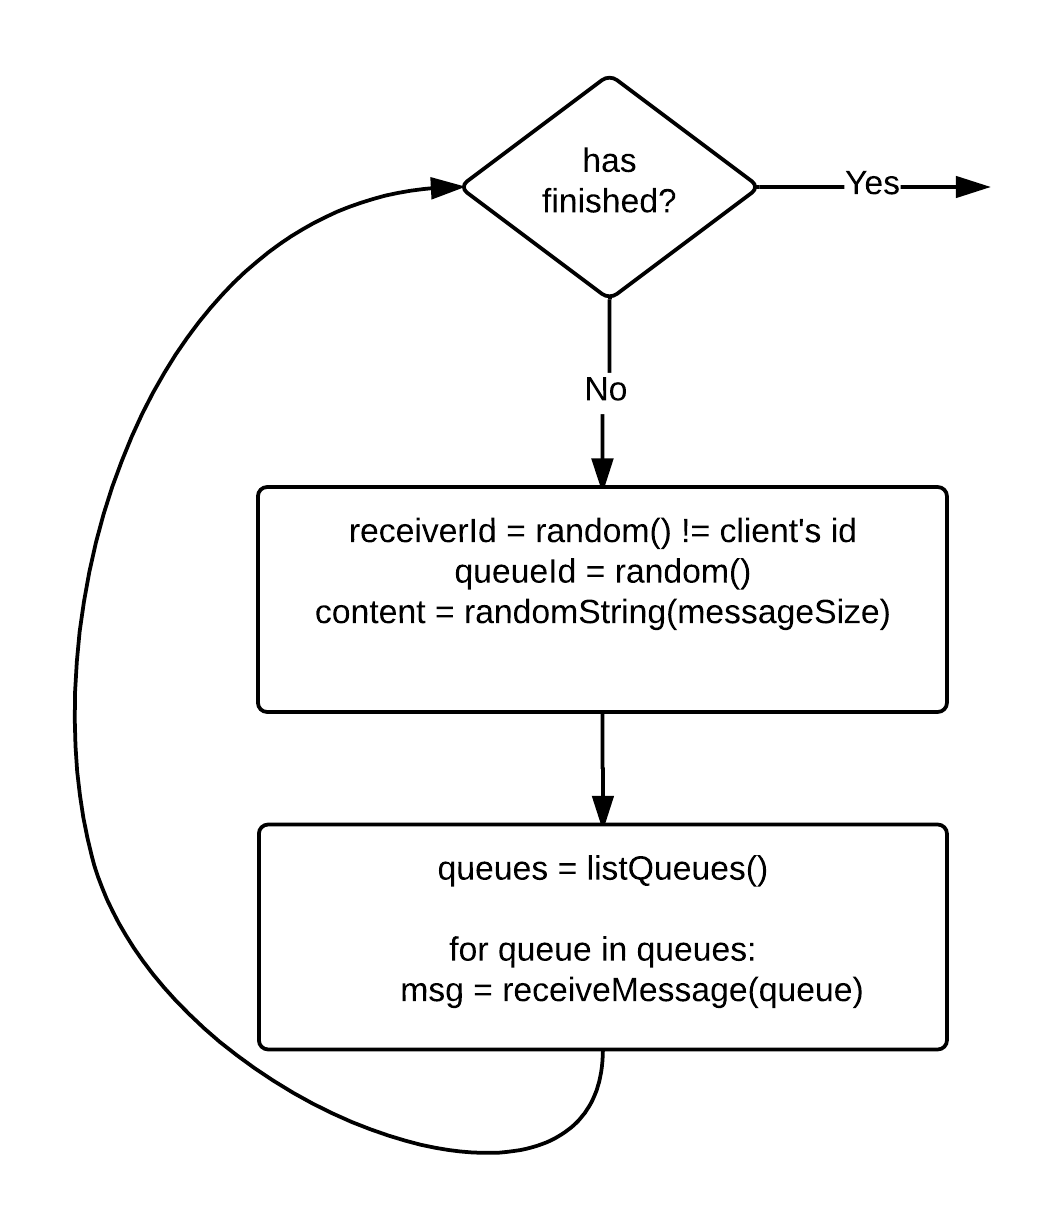 has
finished?
Yes
No
receiverId = random() != client's id
queueId = random()
content = randomString(messageSize)
queues = listQueues()
for queue in queues:
msg = receiveMessage(queue)